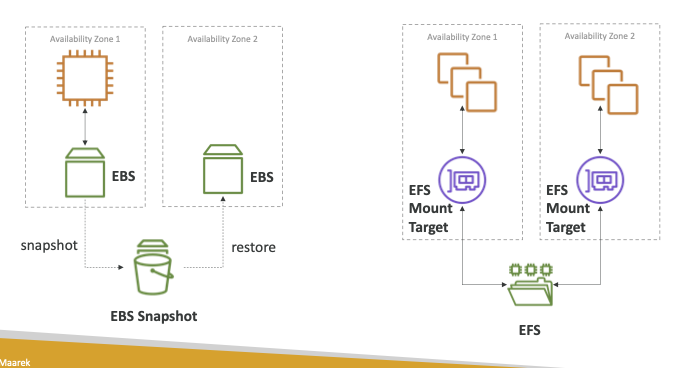 Availability Zone 1
Availability Zone 2
EBS
EBS
snapshot
restore
EBS Snapshot
Availability Zone 1
Availability Zone 2
EFS
Mount
Target
EFS
Mount
Target
EFS
Maarek